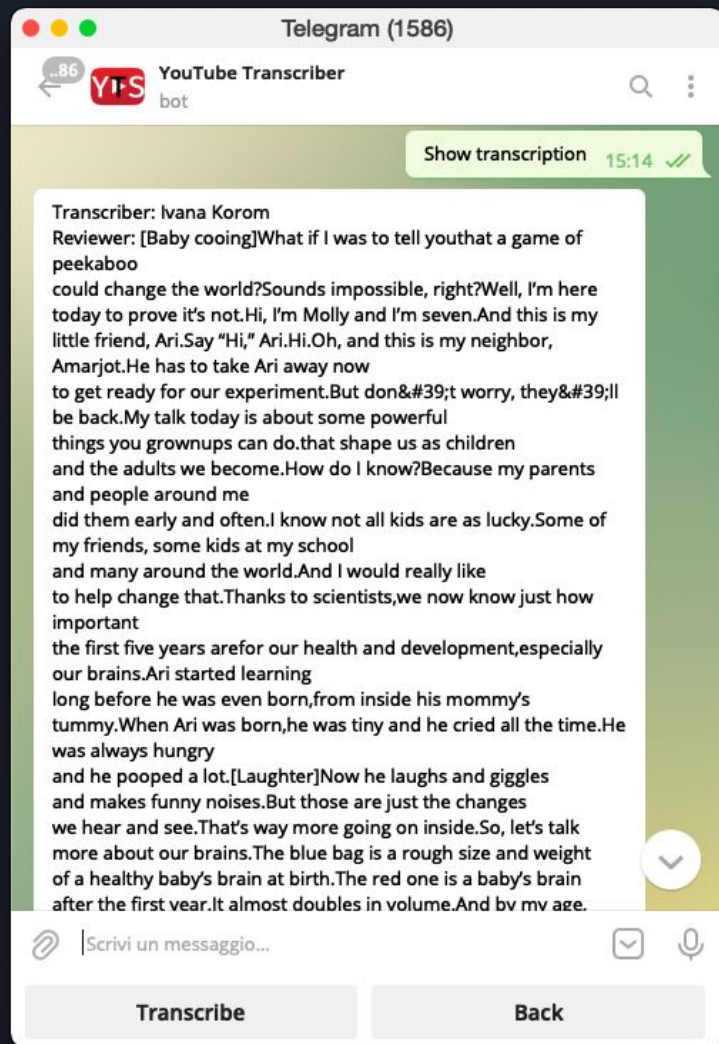 Telegram (1586)
..86
YTS
YouTube Transcriber
bot
Show transcription 15:14
Transcriber: Ivana Korom
Reviewer: [Baby cooing]What if I was to tell youthat a game of
peekaboo
could change the world?Sounds impossible, right?Well, I'm here
today to prove it's not.Hi, I'm Molly and I'm seven.And this is my
little friend, Ari.Say “Hi,” Ari.Hi.Oh, and this is my neighbor,
Amarjot.He has to take Ari away now
to get ready for our experiment.But don&#39;t worry, they&#39;ll
be back.My talk today is about some powerful
things you grownups can do.that shape us as children
and the adults we become.How do I know?Because my parents
and people around me
did them early and often.I know not all kids are as lucky.Some of
my friends, some kids at my school
and many around the world.And I would really like
to help change that.Thanks to scientists,we now know just how
important
the first five years arefor our health and development,especially
our brains.Ari started learning
long before he was even born,from inside his mommy's
tummy.When Ari was born,he was tiny and he cried all the time.He
was always hungry
and he pooped a lot.[Laughter]Now he laughs and giggles
and makes funny noises.But those are just the changes
we hear and see.That's way more going on inside.So, let's talk
more about our brains.The blue bag is a rough size and weight
of a healthy baby's brain at birth.The red one is a baby's brain
after the first year.It almost doubles in volume.And by my age,
Scrivi un messaggio...
Transcribe
Back